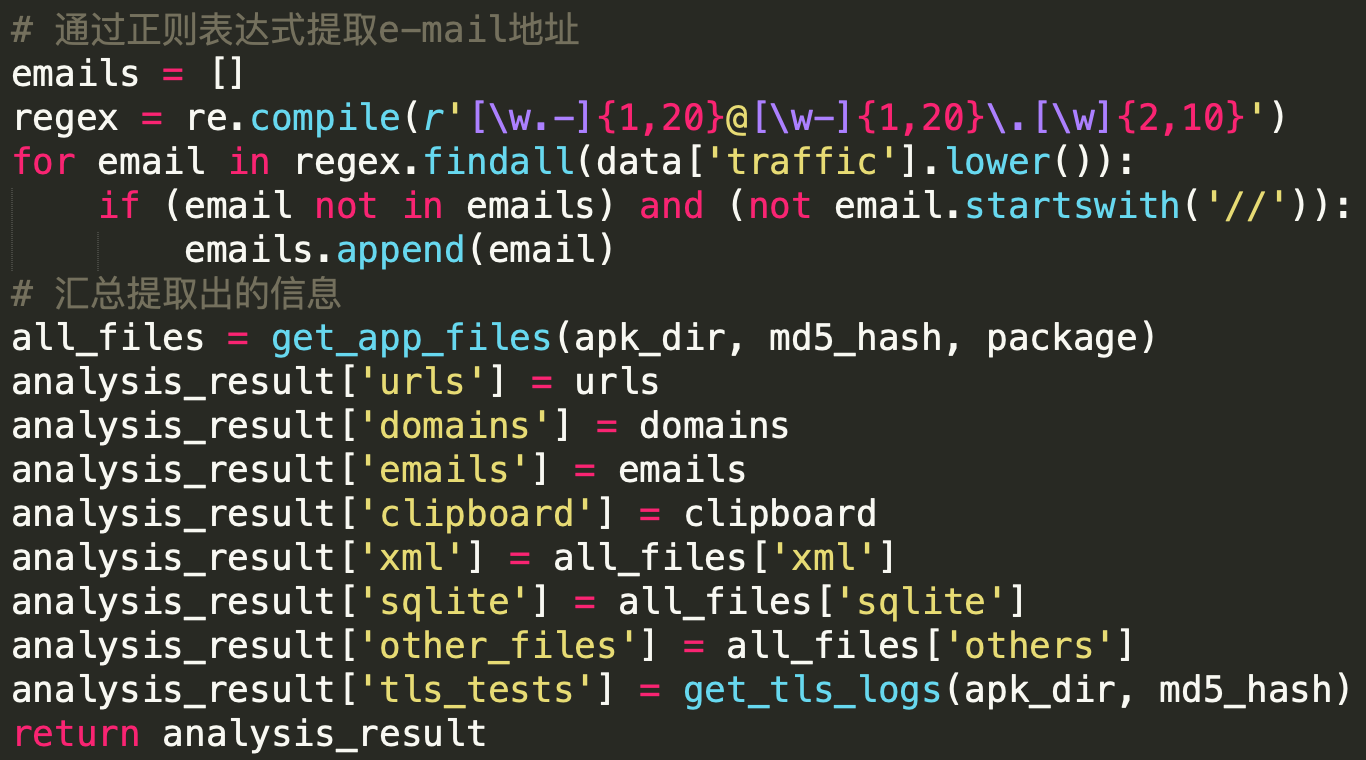 # 通过正则表达式提取e-mail地址
emails = []
regex = re.compile(r'[\w.-]{1,20}@[\w-]{1,20}\.[\w]{2,10}')
for email in regex.findall(data['traffic'].lower()):
    if (email not in emails) and (not email.startswith('//')):
        emails.append(email)
# 汇总提取出的信息
all_files = get_app_files(apk_dir, md5_hash, package)
analysis_result['urls'] = urls
analysis_result['domains'] = domains
analysis_result['emails'] = emails
analysis_result['clipboard'] = clipboard
analysis_result['xml'] = all_files['xml']
analysis_result['sqlite'] = all_files['sqlite']
analysis_result['other_files'] = all_files['others']
analysis_result['tls_tests'] = get_tls_logs(apk_dir, md5_hash)
return analysis_result